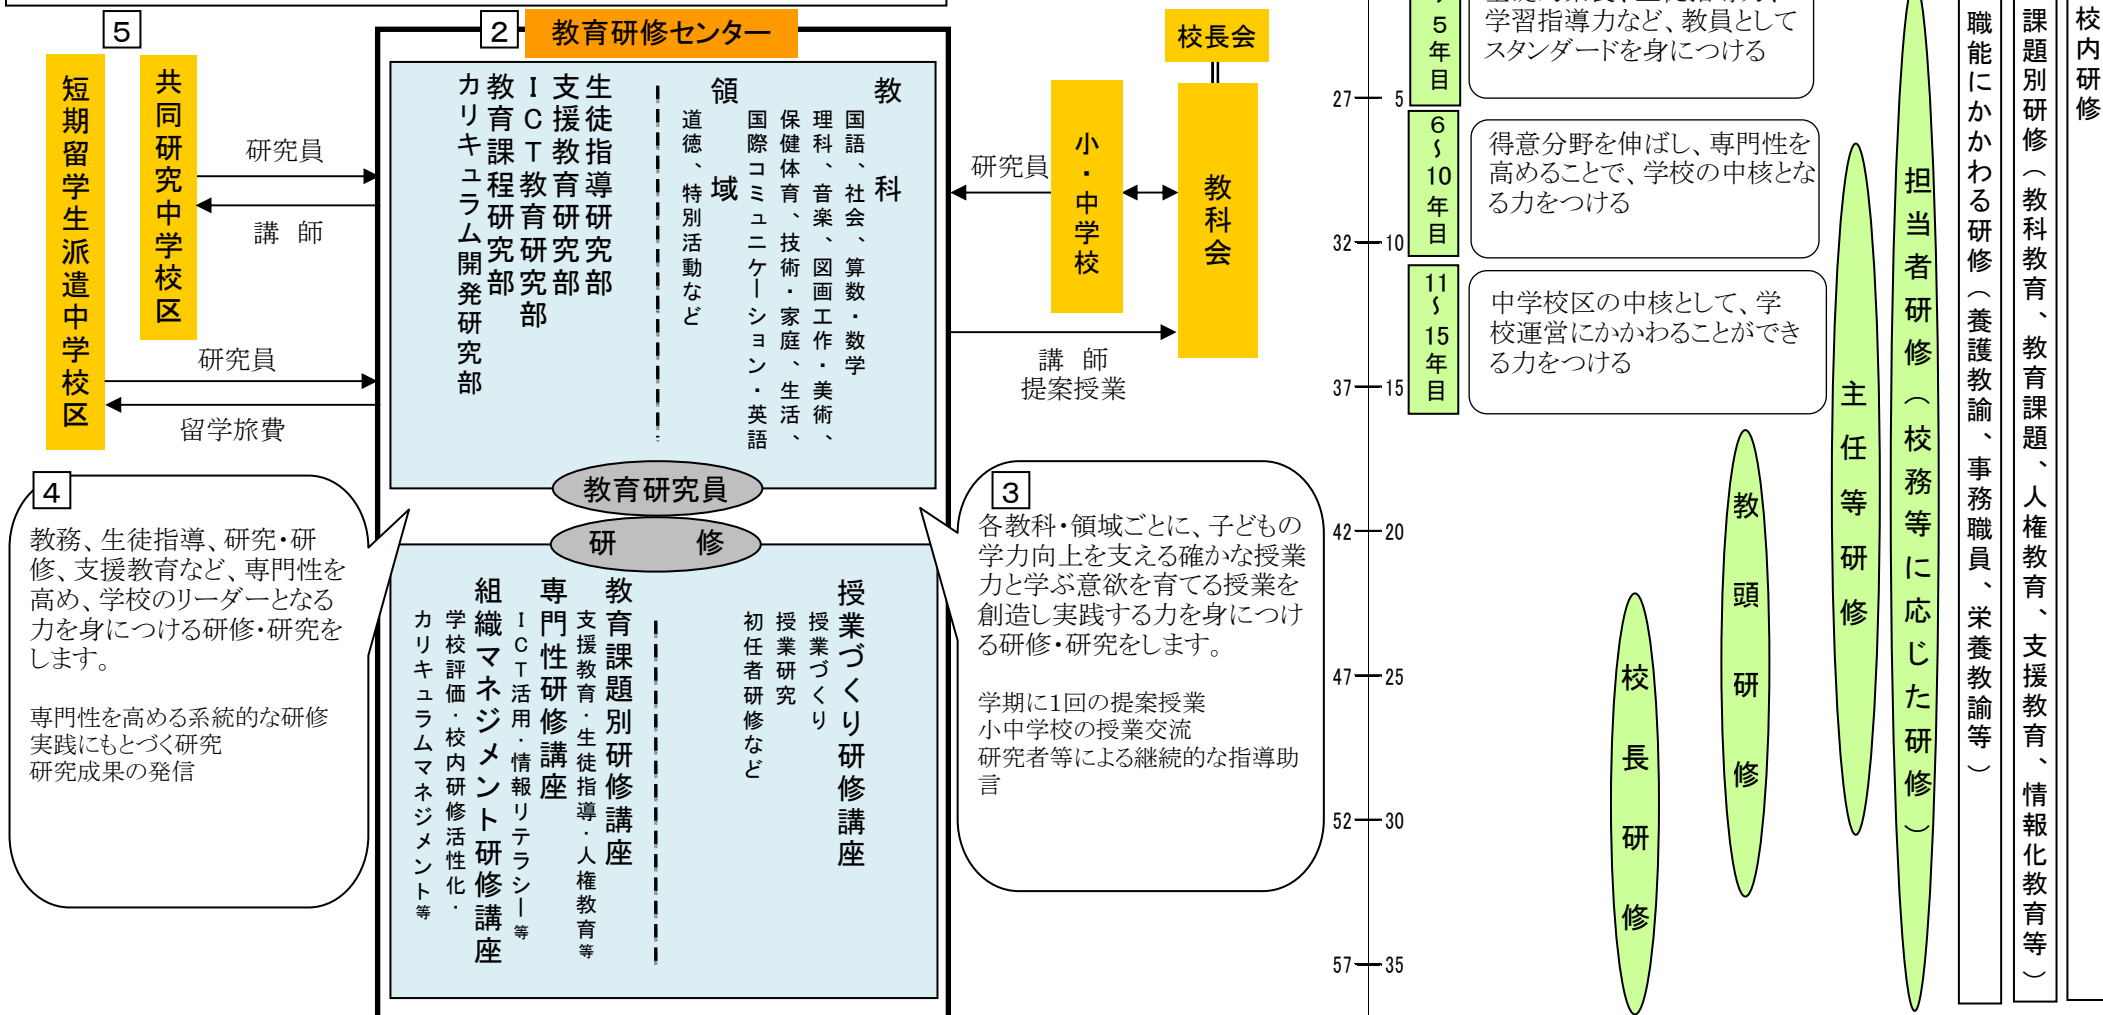 5
共同研究中学校区
短期留学生派遣中学校区
研究員
講　師
研究員
留学旅費
2
教育研修センター
教　科
国語、社会、算数・数学
理科、音楽、図画工作・美術、
保健体育、技術・家庭、生活、
国際コミュニケーション・英語
領　域
道徳、特別活動など
生徒指導研究部
支援教育研究部
ＩＣＴ教育研究部
教育課程研究部
カリキュラム開発研究部
教育研究員
研　修
授業づくり研修講座
授業づくり
授業研究
初任者研修など
教育課題別研修講座
支援教育・生徒指導・人権教育等
専門性研修講座
ＩＣＴ活用・情報リテラシー等
組織マネジメント研修講座
学校評価・校内研修活性化・
カリキュラムマネジメント等
4
教務、生徒指導、研究・研
修、支援教育など、専門性を
高め、学校のリーダーとなる
力を身につける研修・研究を
します。
専門性を高める系統的な研修
実践にもとづく研究
研究成果の発信
校長会
小・中学校
教科会
研究員
講　師
提案授業
3
各教科・領域ごとに、子どもの
学力向上を支える確かな授業
力と学ぶ意欲を育てる授業を
創造し実践する力を身につけ
る研修・研究をします。
学期に1回の提案授業
小中学校の授業交流
研究者等による継続的な指導助
言
27 5
32 10
37 15
42 20
47 25
52 30
57 35
5年目
学習指導力など、教員として
スタンダードを身につける
6～10年目
得意分野を伸ばし、専門性を
高めることで、学校の中核とな
る力をつける
11～15年目
中学校区の中核として、学
校運営にかかわることができ
る力をつける
校長研修
教頭研修
主任等研修
担当者研修（校務等に応じた研修）
職能にかかわる研修（養護教諭、事務職員、栄養教諭等）
課題別研修（教科教育、教育課題、人権教育、支援教育、情報化教育等）
校内研修